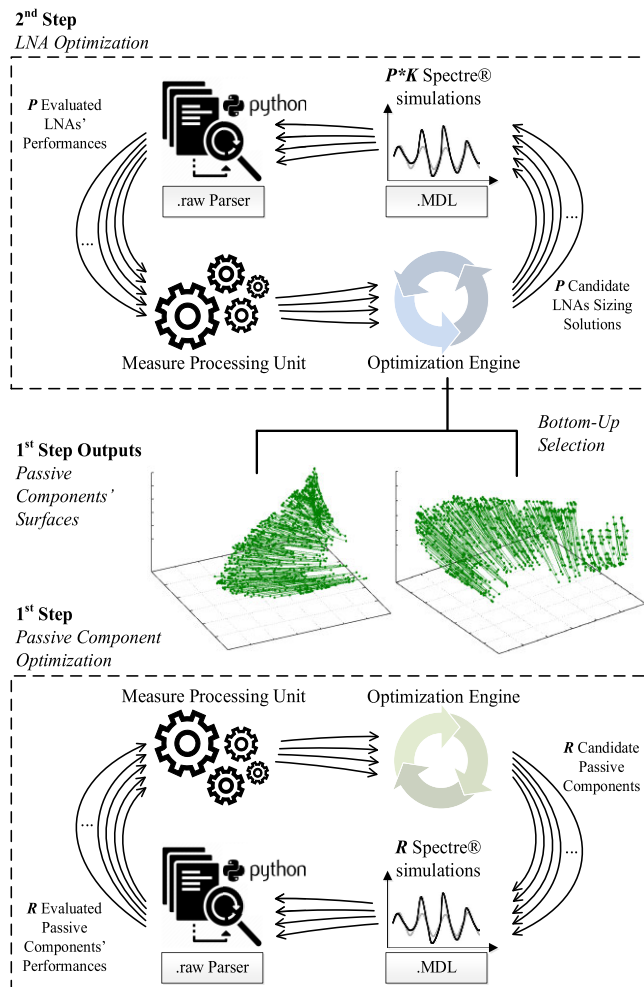 2nd Step
LNA Optimization
P Evaluated
LNAs'
Performances
python
P*K Spectre®
simulations
.raw Parser
.MDL
...
...
P Candidate
LNAs Sizing
Solutions
Measure Processing Unit
Optimization Engine
Bottom-Up
Selection
1st Step Outputs
Passive
Components'
Surfaces
1st Step
Passive Component
Optimization
Measure Processing Unit
Optimization Engine
R Candidate
Passive
Components
...
...
python
R Spectre®
simulations
R Evaluated
Passive
Components'
Performances
.raw Parser
.MDL